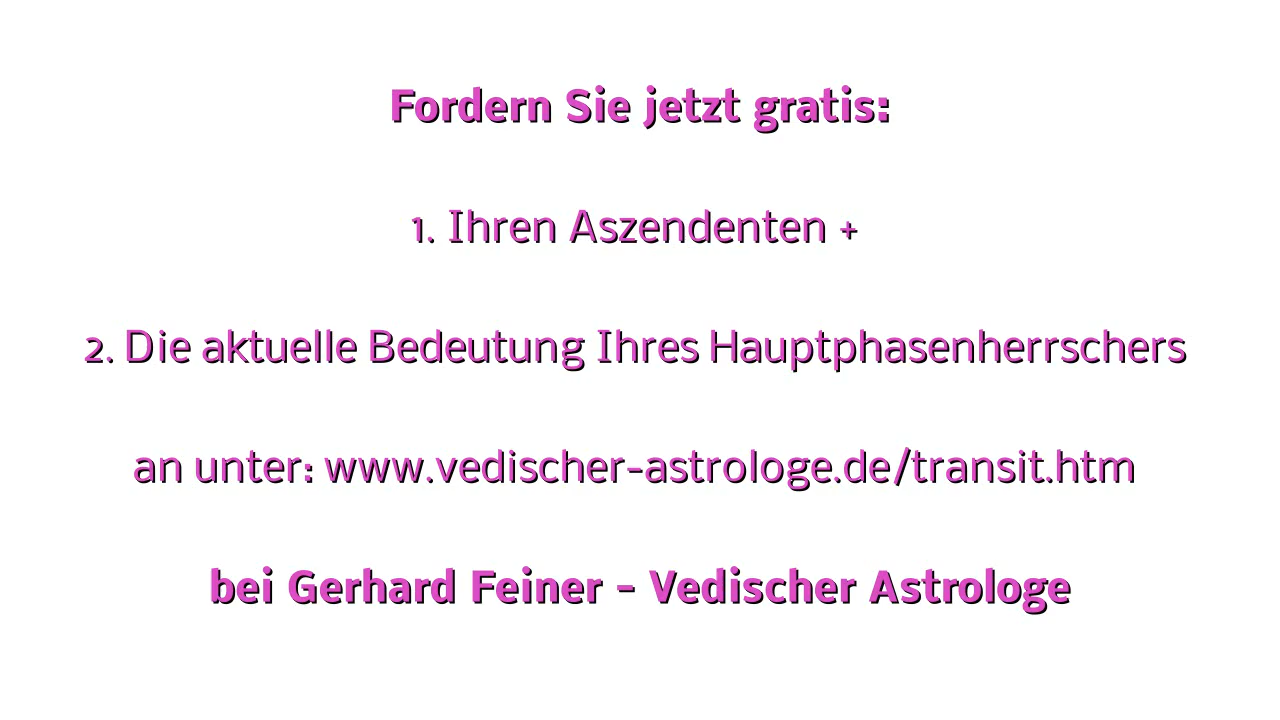 Fordern Sie jetzt gratis:
1. Ihren Aszendenten +
2. Die aktuelle Bedeutung Ihres Hauptphasenherrschers
an unter: www.vedischer-astrologe.de/transit.htm
bei Gerhard Feiner - Vedischer Astrologe